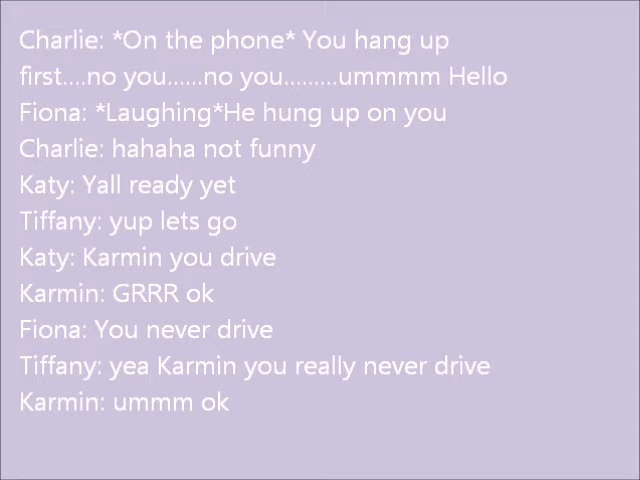 Charlie: *On the phone* You hang up
first....no you......no you.........ummmm Hello
Fiona: *Laughing*He hung up on you
Charlie: hahaha not funny
Katy: Yall ready yet
Tiffany: yup lets go
Katy: Karmin you drive
Karmin: GRRR ok
Fiona: You never drive
Tiffany: yea Karmin you really never drive
Karmin: ummm ok